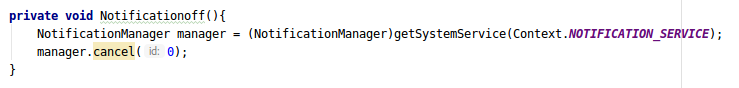 private void Notificationoff(){
    NotificationManager manager = (NotificationManager)getSystemService(Context.NOTIFICATION_SERVICE);
    manager.cancel( id: 0);
}